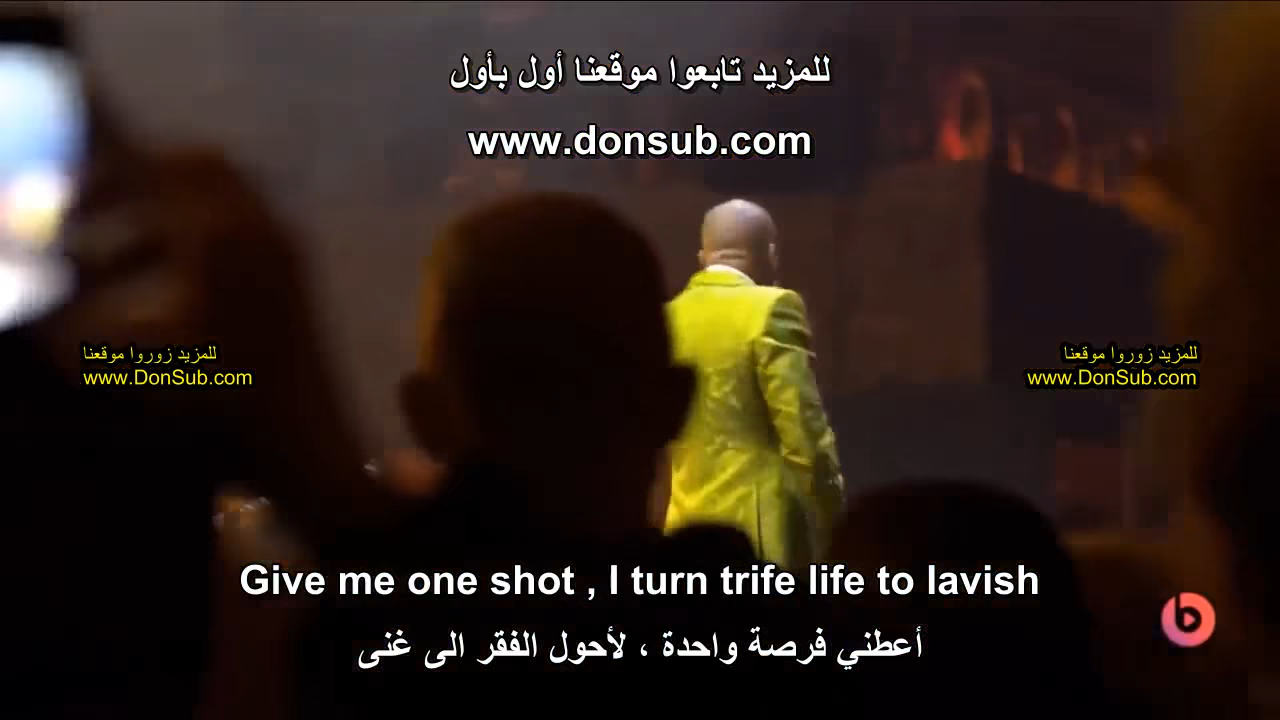 للمزيد تابعوا موقعنا أول بأول
www.donsub.com
للمزيد زوروا موقعنا
www.DonSub.com
للمزيد زوروا موقعنا
www.DonSub.com
Give me one shot , I turn trife life to lavish
أعطني فرصة واحدة ، لأحول الفقر الى غنى
b